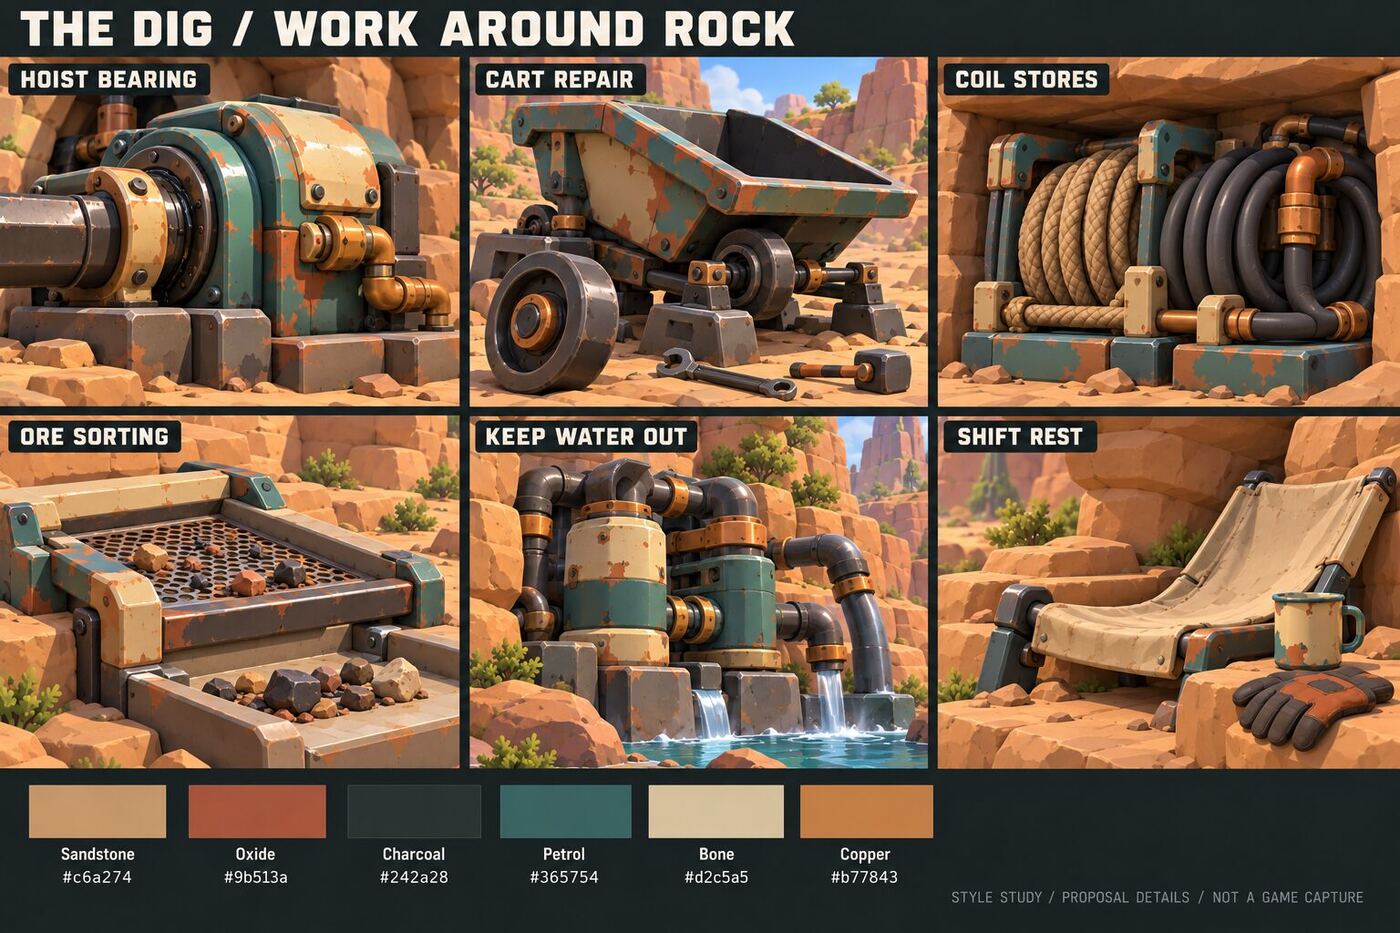 THE DIG / WORK AROUND ROCK
HOIST BEARING
CART REPAIR
COIL STORES
ORE SORTING
KEEP WATER OUT
SHIFT REST
Sandstone
#c6a274
Oxide
#9b513a
Charcoal
#242a28
Petrol
#365754
Bone
#d2c5a5
Copper
#b77843
STYLE STUDY / PROPOSAL DETAILS / NOT A GAME CAPTURE